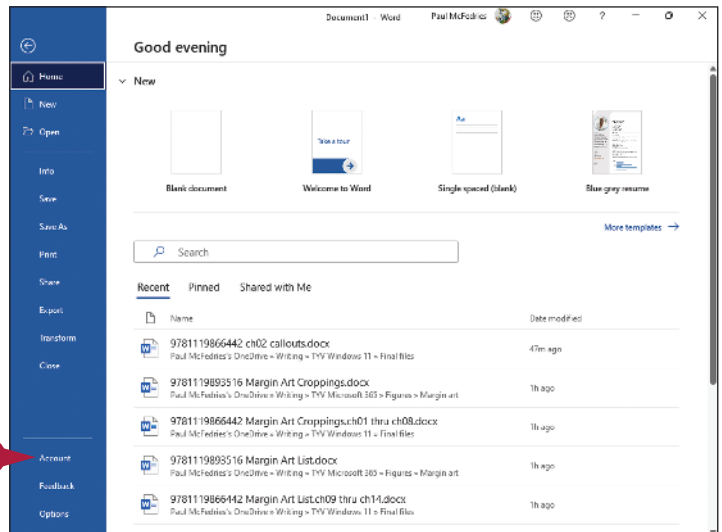 Document1 - Word Paul McFedries ?
Good evening
Home
New
New
Open
Aa
Take a tour
Info
Blank document Welcome to Word Single spaced (blank) Blue grey resume
Save
Save As
More templates
Print
Search
Share
Recent Pinned Shared with Me
Export
Name Date modified
Transform
9781119866442 ch02 callouts.docx
47m ago
Paul McFedries's OneDrive » Writing » TYV Windows 11 » Final files
Close
9781119893516 Margin Art Croppings.docx
1h ago
Paul McFedries's OneDrive » Writing » TYV Microsoft 365 » Figures » Margin art
9781119866442 Margin Art Croppings.ch01 thru ch08.docx
1h ago
Paul McFedries's OneDrive » Writing » TYV Windows 11 » Final files
Account
9781119893516 Margin Art List.docx
1h ago
Paul McFedries's OneDrive » Writing » TYV Microsoft 365 » Figures » Margin art
Feedback
9781119866442 Margin Art List.ch09 thru ch14.docx
1h ago
Paul McFedries's OneDrive » Writing » TYV Windows 11 » Final files
Options